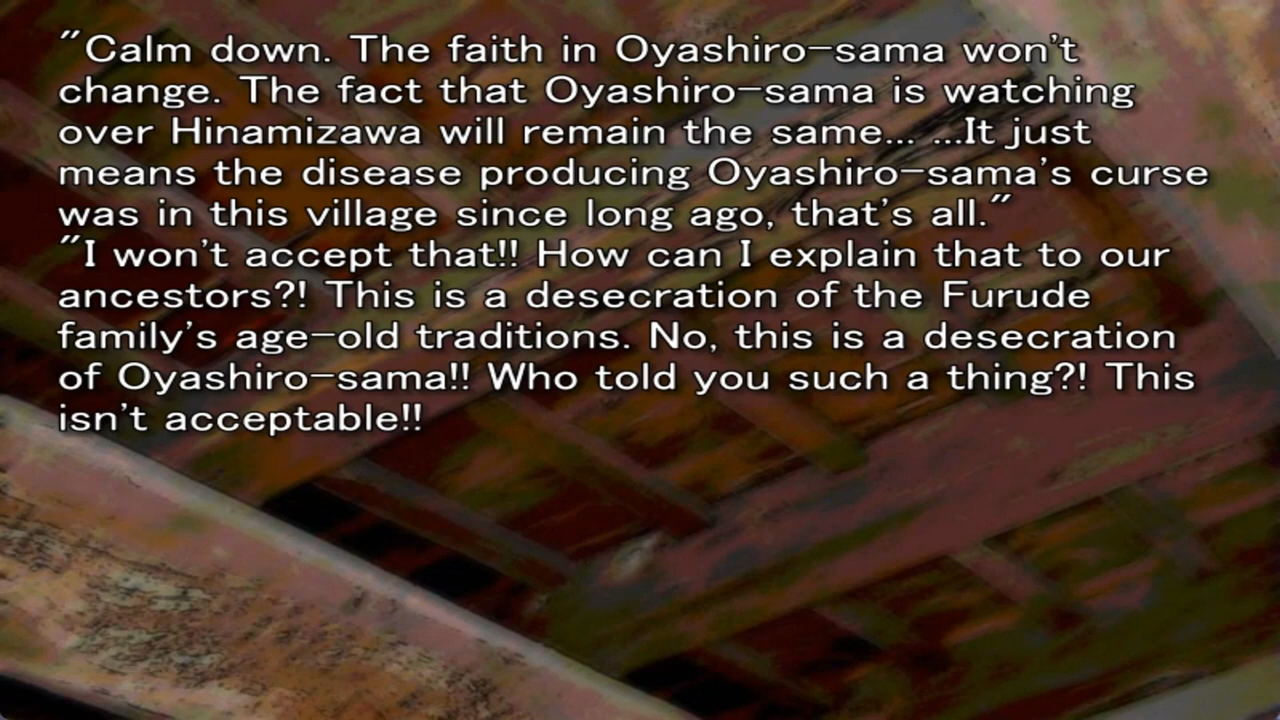 "Calm down. The faith in Oyashiro-sama won't
change. The fact that Oyashiro-sama is watching
over Hinamizawa will remain the same... ...It just
means the disease producing Oyashiro-sama's curse
was in this village since long ago, that's all."
"I won't accept that!! How can I explain that to our
ancestors?! This is a desecration of the Furude
family's age-old traditions. No, this is a desecration
of Oyashiro-sama!! Who told you such a thing?! This
isn't acceptable!!